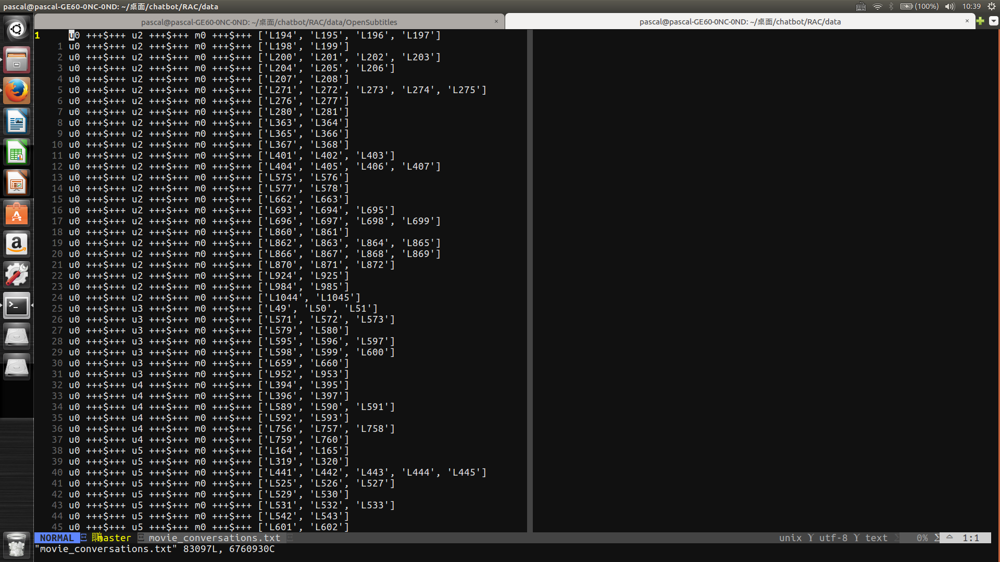 pascal@pascal-GE60-0NC-0ND: ~/桌面/chatbot/RAC/data
(100%) 10:39
pascal@pascal-GE60-0NC-0ND: ~/桌面/chatbot/RAC/data/OpenSubtitles × pascal@pascal-GE60-0NC-0ND: ~/桌面/chatbot/RAC/data ×
1 u0 +++$+++ u2 +++$+++ m0 +++$+++ ['L194', 'L195', 'L196', 'L197']
1 u0 +++$+++ u2 +++$+++ m0 +++$+++ ['L198', 'L199']
2 u0 +++$+++ u2 +++$+++ m0 +++$+++ ['L200', 'L201', 'L202', 'L203']
3 u0 +++$+++ u2 +++$+++ m0 +++$+++ ['L204', 'L205', 'L206']
4 u0 +++$+++ u2 +++$+++ m0 +++$+++ ['L207', 'L208']
5 u0 +++$+++ u2 +++$+++ m0 +++$+++ ['L271', 'L272', 'L273', 'L274', 'L275']
6 u0 +++$+++ u2 +++$+++ m0 +++$+++ ['L276', 'L277']
7 u0 +++$+++ u2 +++$+++ m0 +++$+++ ['L280', 'L281']
8 u0 +++$+++ u2 +++$+++ m0 +++$+++ ['L363', 'L364']
9 u0 +++$+++ u2 +++$+++ m0 +++$+++ ['L365', 'L366']
10 u0 +++$+++ u2 +++$+++ m0 +++$+++ ['L367', 'L368']
11 u0 +++$+++ u2 +++$+++ m0 +++$+++ ['L401', 'L402', 'L403']
12 u0 +++$+++ u2 +++$+++ m0 +++$+++ ['L404', 'L405', 'L406', 'L407']
13 u0 +++$+++ u2 +++$+++ m0 +++$+++ ['L575', 'L576']
14 u0 +++$+++ u2 +++$+++ m0 +++$+++ ['L577', 'L578']
15 u0 +++$+++ u2 +++$+++ m0 +++$+++ ['L662', 'L663']
16 u0 +++$+++ u2 +++$+++ m0 +++$+++ ['L693', 'L694', 'L695']
17 u0 +++$+++ u2 +++$+++ m0 +++$+++ ['L696', 'L697', 'L698', 'L699']
18 u0 +++$+++ u2 +++$+++ m0 +++$+++ ['L860', 'L861']
19 u0 +++$+++ u2 +++$+++ m0 +++$+++ ['L862', 'L863', 'L864', 'L865']
20 u0 +++$+++ u2 +++$+++ m0 +++$+++ ['L866', 'L867', 'L868', 'L869']
21 u0 +++$+++ u2 +++$+++ m0 +++$+++ ['L870', 'L871', 'L872']
22 u0 +++$+++ u2 +++$+++ m0 +++$+++ ['L924', 'L925']
23 u0 +++$+++ u2 +++$+++ m0 +++$+++ ['L984', 'L985']
24 u0 +++$+++ u2 +++$+++ m0 +++$+++ ['L1044', 'L1045']
25 u0 +++$+++ u3 +++$+++ m0 +++$+++ ['L49', 'L50', 'L51']
26 u0 +++$+++ u3 +++$+++ m0 +++$+++ ['L571', 'L572', 'L573']
27 u0 +++$+++ u3 +++$+++ m0 +++$+++ ['L579', 'L580']
28 u0 +++$+++ u3 +++$+++ m0 +++$+++ ['L595', 'L596', 'L597']
29 u0 +++$+++ u3 +++$+++ m0 +++$+++ ['L598', 'L599', 'L600']
30 u0 +++$+++ u3 +++$+++ m0 +++$+++ ['L659', 'L660']
31 u0 +++$+++ u3 +++$+++ m0 +++$+++ ['L952', 'L953']
32 u0 +++$+++ u4 +++$+++ m0 +++$+++ ['L394', 'L395']
33 u0 +++$+++ u4 +++$+++ m0 +++$+++ ['L396', 'L397']
34 u0 +++$+++ u4 +++$+++ m0 +++$+++ ['L589', 'L590', 'L591']
35 u0 +++$+++ u4 +++$+++ m0 +++$+++ ['L592', 'L593']
36 u0 +++$+++ u4 +++$+++ m0 +++$+++ ['L756', 'L757', 'L758']
37 u0 +++$+++ u4 +++$+++ m0 +++$+++ ['L759', 'L760']
38 u0 +++$+++ u5 +++$+++ m0 +++$+++ ['L164', 'L165']
39 u0 +++$+++ u5 +++$+++ m0 +++$+++ ['L319', 'L320']
40 u0 +++$+++ u5 +++$+++ m0 +++$+++ ['L441', 'L442', 'L443', 'L444', 'L445']
41 u0 +++$+++ u5 +++$+++ m0 +++$+++ ['L525', 'L526', 'L527']
42 u0 +++$+++ u5 +++$+++ m0 +++$+++ ['L529', 'L530']
43 u0 +++$+++ u5 +++$+++ m0 +++$+++ ['L531', 'L532', 'L533']
44 u0 +++$+++ u5 +++$+++ m0 +++$+++ ['L542', 'L543']
45 u0 +++$+++ u5 +++$+++ m0 +++$+++ ['L601', 'L602']
NORMAL master movie_conversations.txt unix utf-8 text 0% 1:1
"movie_conversations.txt" 83097L, 6760930C